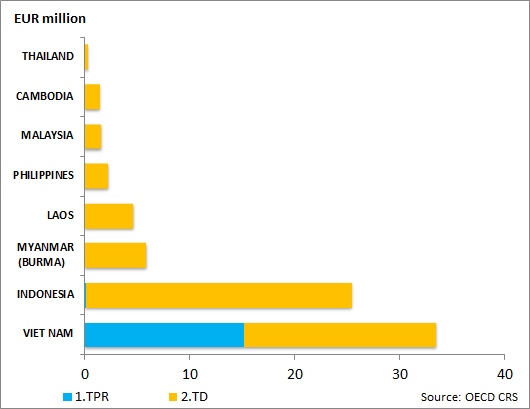 EUR million
THAILAND
CAMBODIA
MALAYSIA
PHILIPPINES
LAOS
MYANMAR
(BURMA)
INDONESIA
VIET NAM
0 10 20 30 40
1.TPR 2.TD Source: OECD CRS